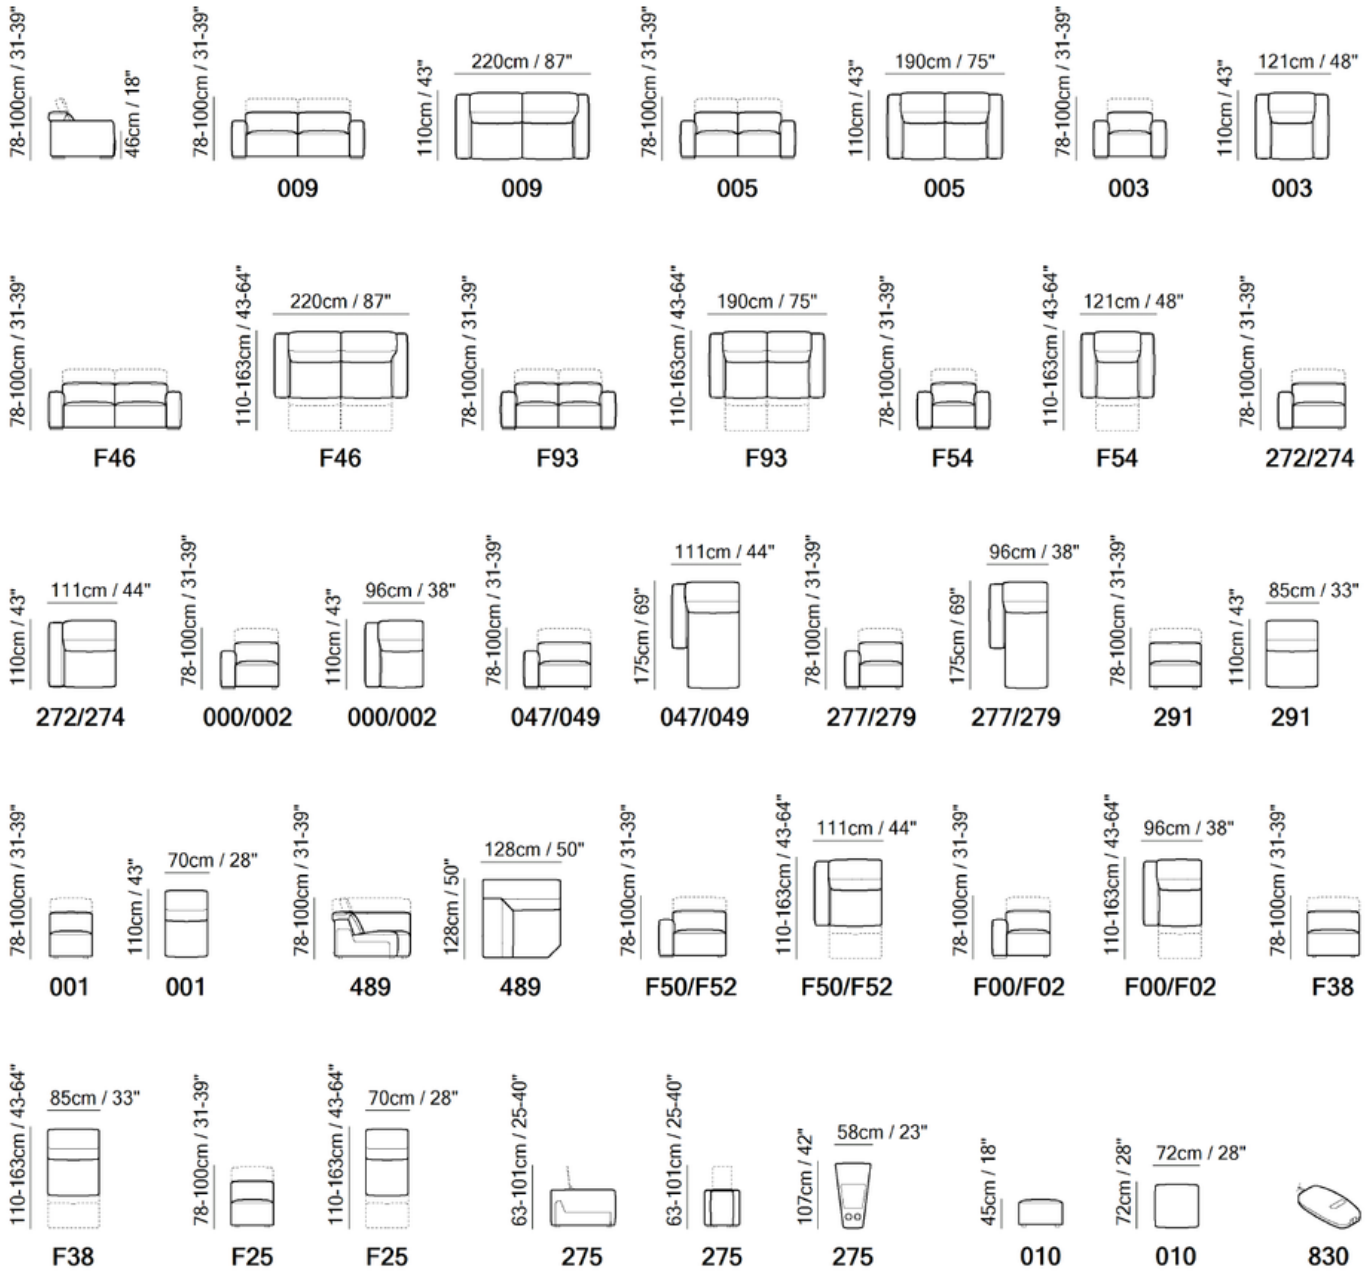 78-100cm / 31-39"
46cm / 18"
78-100cm / 31-39"
009
110cm / 43"
220cm / 87"
009
78-100cm / 31-39"
005
110cm / 43"
190cm / 75"
005
78-100cm / 31-39"
003
110cm / 43"
121cm / 48"
003
78-100cm / 31-39"
F46
110-163cm / 43-64"
220cm / 87"
F46
78-100cm / 31-39"
F93
110-163cm / 43-64"
190cm / 75"
F93
78-100cm / 31-39"
F54
110-163cm / 43-64"
121cm / 48"
F54
78-100cm / 31-39"
272/274
110cm / 43"
111cm / 44"
272/274
78-100cm / 31-39"
000/002
110cm / 43"
96cm / 38"
000/002
78-100cm / 31-39"
047/049
175cm / 69"
111cm / 44"
047/049
78-100cm / 31-39"
277/279
175cm / 69"
96cm / 38"
277/279
78-100cm / 31-39"
291
110cm / 43"
85cm / 33"
291
78-100cm / 31-39"
001
110cm / 43"
70cm / 28"
001
78-100cm / 31-39"
489
128cm / 50"
128cm / 50"
489
78-100cm / 31-39"
F50/F52
110-163cm / 43-64"
111cm / 44"
F50/F52
78-100cm / 31-39"
F00/F02
110-163cm / 43-64"
96cm / 38"
F00/F02
78-100cm / 31-39"
F38
110-163cm / 43-64"
85cm / 33"
F38
78-100cm / 31-39"
F25
110-163cm / 43-64"
70cm / 28"
F25
63-101cm / 25-40"
275
63-101cm / 25-40"
275
107cm / 42"
58cm / 23"
275
45cm / 18"
010
72cm / 28"
72cm / 28"
010
830